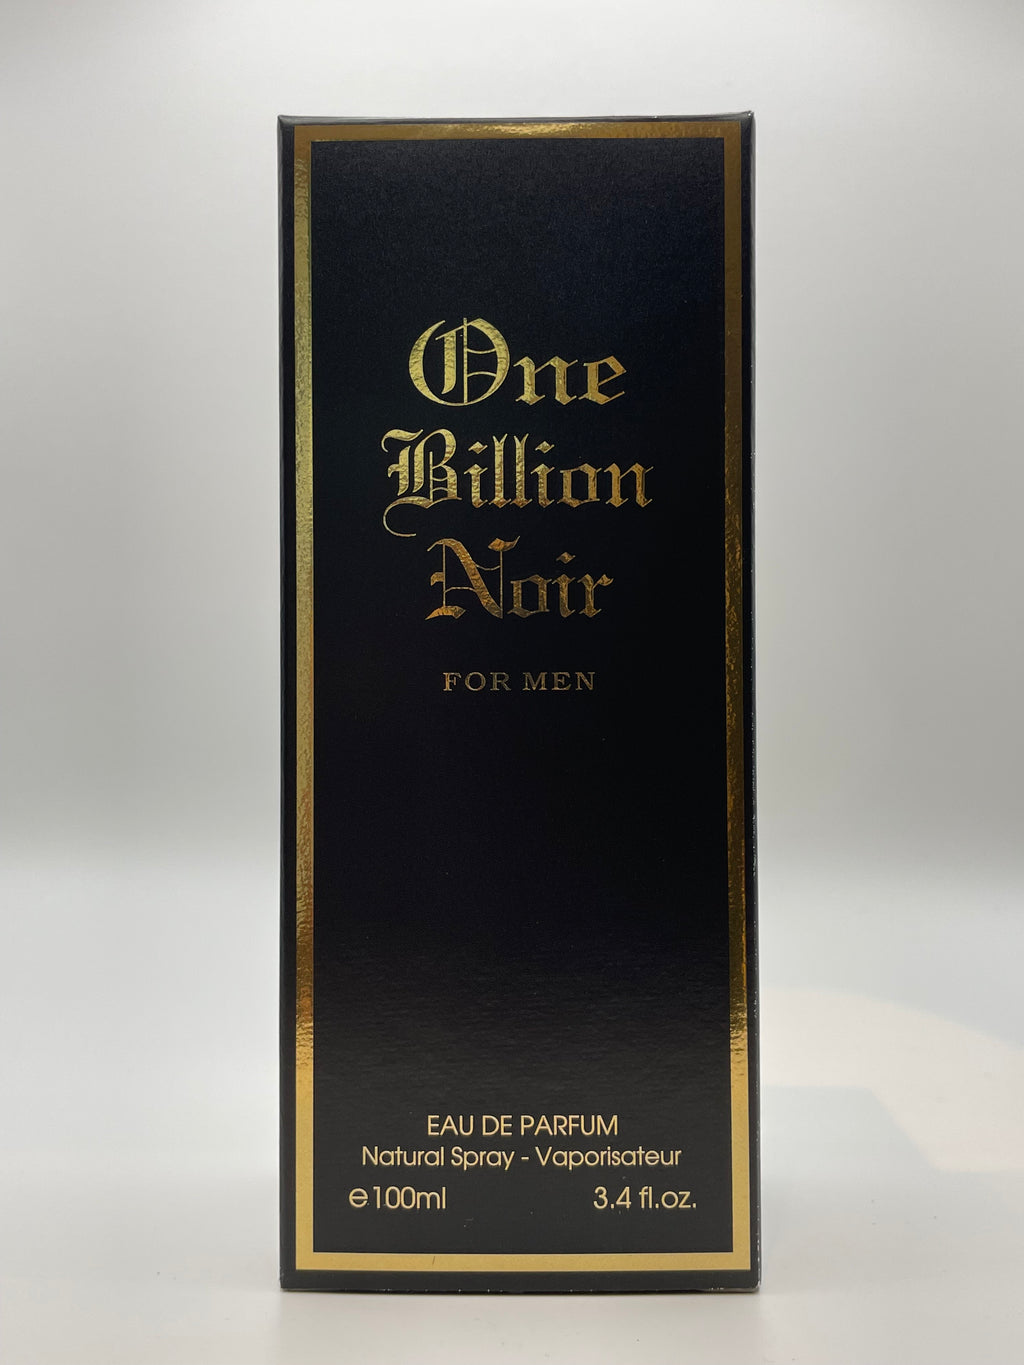 One
Billion
Noir
FOR MEN
EAU DE PARFUM
Natural Spray - Vaporisateur
℮100ml 3.4 fl.oz.